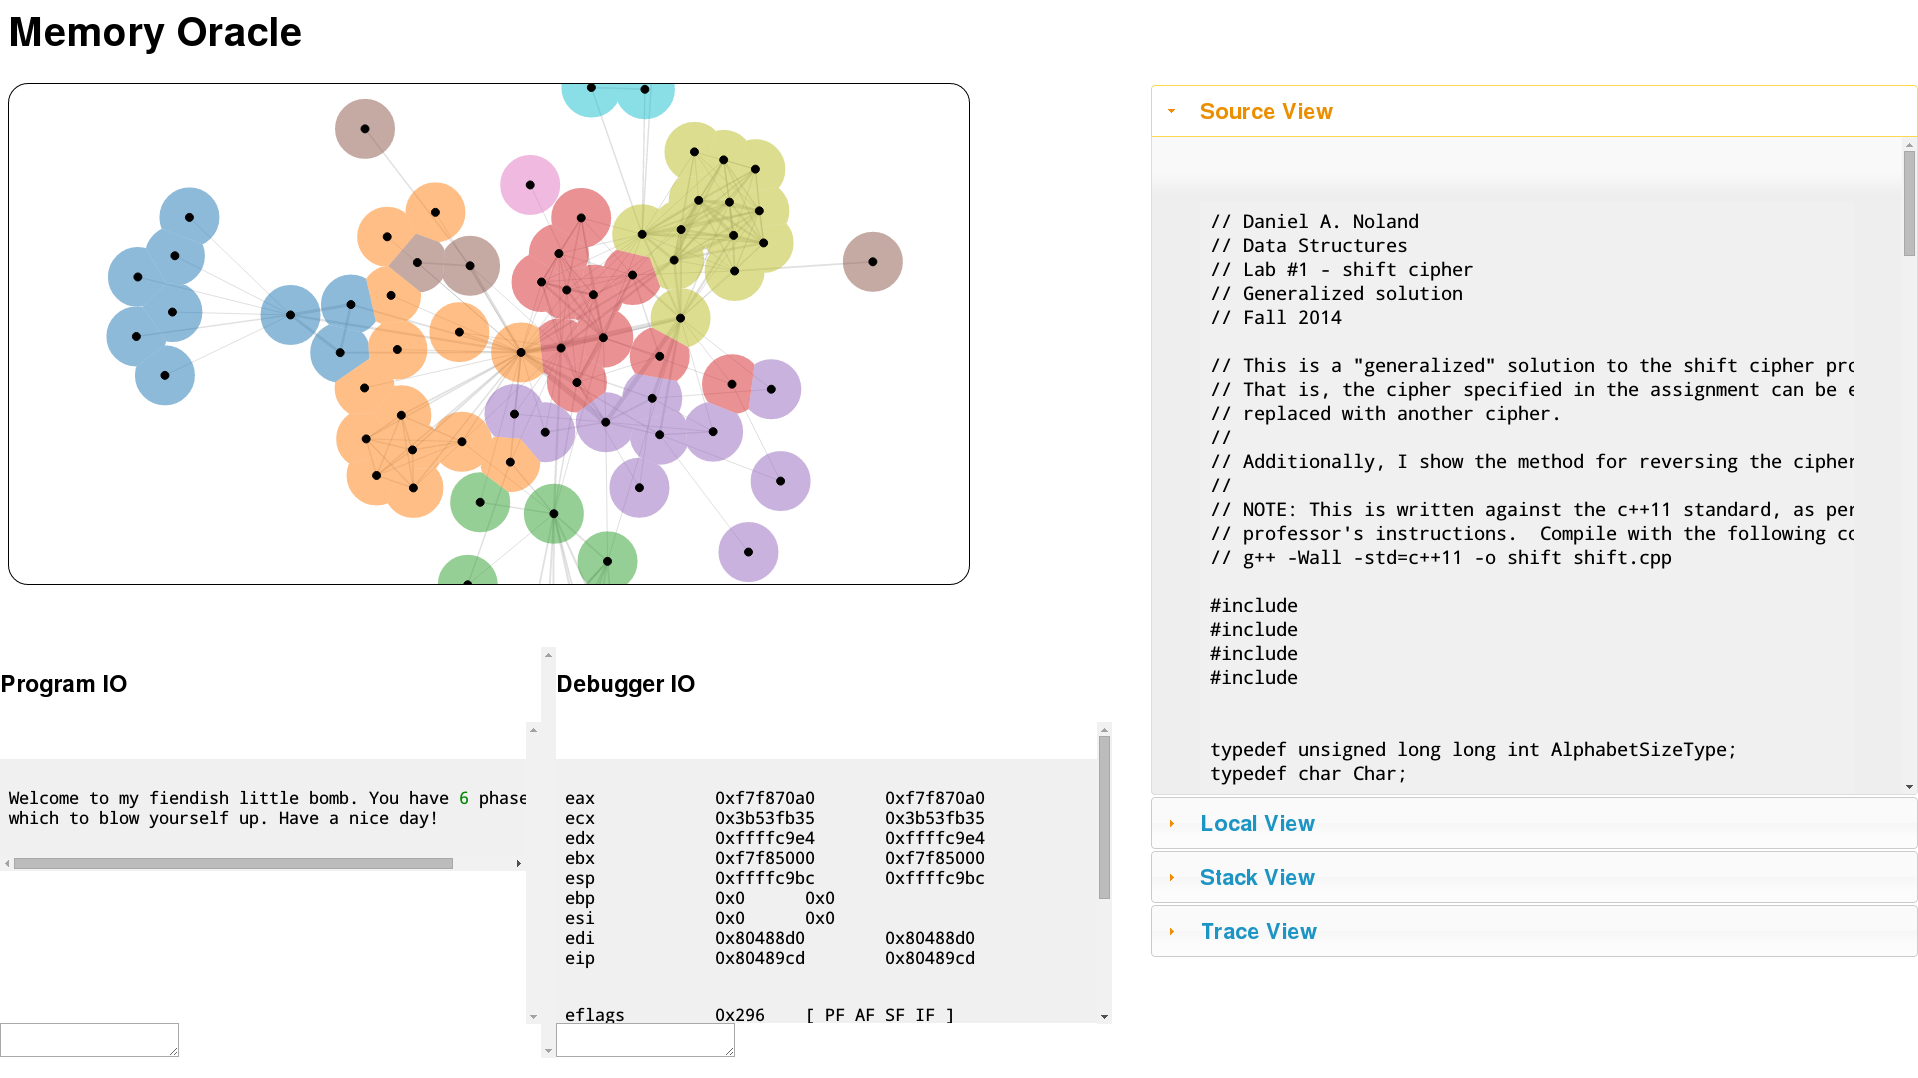 Memory Oracle
Source View
// Daniel A. Noland
// Data Structures
// Lab #1 - shift cipher
// Generalized solution
// Fall 2014
// This is a "generalized" solution to the shift cipher pro
// That is, the cipher specified in the assignment can be e
// replaced with another cipher.
//
// Additionally, I show the method for reversing the cipher
//
// NOTE: This is written against the c++11 standard, as per
// professor's instructions.  Compile with the following co
// g++ -Wall -std=c++11 -o shift shift.cpp
#include
#include
#include
#include
typedef unsigned long long int AlphabetSizeType;
typedef char Char;
Local View
Stack View
Trace View
Program IO
Welcome to my fiendish little bomb. You have 6 phase
which to blow yourself up. Have a nice day!
Debugger IO
eax 0xf7f870a0 0xf7f870a0
ecx 0x3b53fb35 0x3b53fb35
edx 0xffffc9e4 0xffffc9e4
ebx 0xf7f85000 0xf7f85000
esp 0xffffc9bc 0xffffc9bc
ebp 0x0 0x0
esi 0x0 0x0
edi 0x80488d0 0x80488d0
eip 0x80489cd 0x80489cd
eflags 0x296 [ PF AF SF IF ]